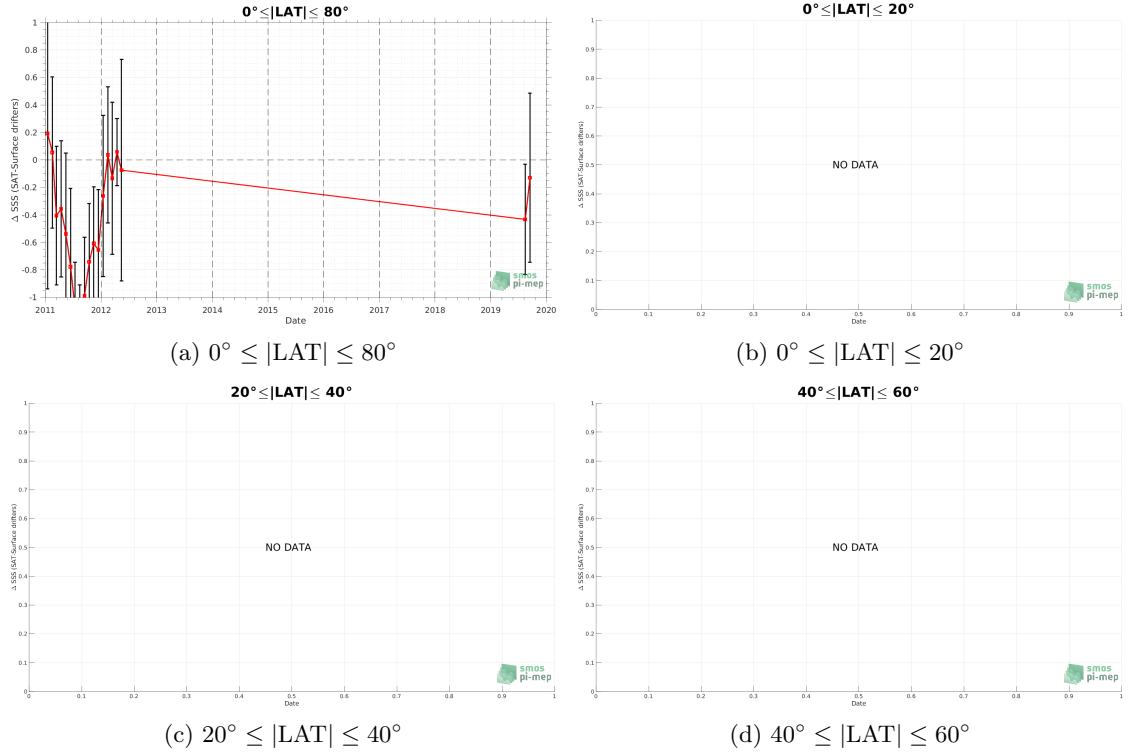 0°≤|LAT|≤ 80°
Δ SSS (SAT-Surface drifters)
1
0.8
0.6
0.4
0.2
0
-0.2
-0.4
-0.6
-0.8
-1
2011 2012 2013 2014 2015 2016 2017 2018 2019 2020
Date
smos
pi-mep
(a) 0° ≤ |LAT| ≤ 80°
0°≤|LAT|≤ 20°
Δ SSS (SAT-Surface drifters)
1
0.9
0.8
0.7
0.6
0.5
0.4
0.3
0.2
0.1
0
NO DATA
0 0.1 0.2 0.3 0.4 0.5 0.6 0.7 0.8 0.9 1
Date
smos
pi-mep
(b) 0° ≤ |LAT| ≤ 20°
20°≤|LAT|≤ 40°
Δ SSS (SAT-Surface drifters)
1
0.9
0.8
0.7
0.6
0.5
0.4
0.3
0.2
0.1
0
NO DATA
0 0.1 0.2 0.3 0.4 0.5 0.6 0.7 0.8 0.9 1
Date
smos
pi-mep
(c) 20° ≤ |LAT| ≤ 40°
40°≤|LAT|≤ 60°
Δ SSS (SAT-Surface drifters)
1
0.9
0.8
0.7
0.6
0.5
0.4
0.3
0.2
0.1
0
NO DATA
0 0.1 0.2 0.3 0.4 0.5 0.6 0.7 0.8 0.9 1
Date
smos
pi-mep
(d) 40° ≤ |LAT| ≤ 60°